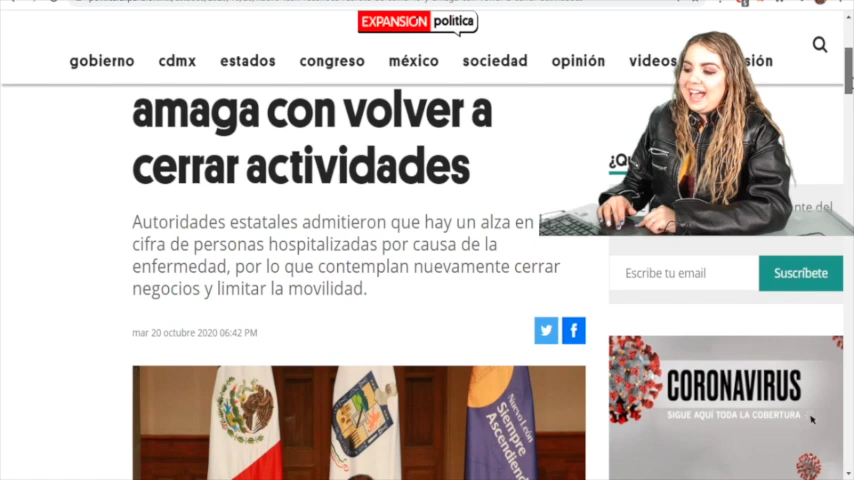 EXPANSIÓN política
gobierno cdmx estados congreso méxico sociedad opinión videos
amaga con volver a
cerrar actividades
Autoridades estatales admitieron que hay un alza en
cifra de personas hospitalizadas por causa de la
enfermedad, por lo que contemplan nuevamente cerrar
negocios y limitar la movilidad.
mar 20 octubre 2020 06:42 PM
nte del
Escribe tu email
Suscríbete
CORONAVIRUS
SIGUE AQUÍ TODA LA COBERTURA
Nuevo León
Siempre
Ascendiend